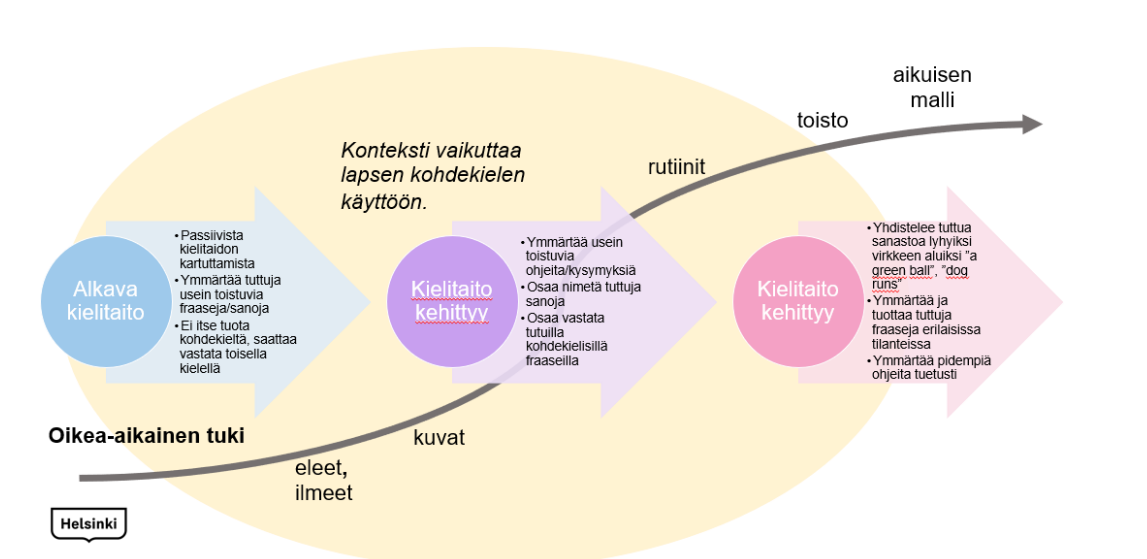 aikuisen
malli
toisto
rutiinit
Konteksti vaikuttaa
lapsen kohdekielen
käyttöön.
Alkava
kielitaito
•Passiivista
kielitaidon
kartuttamista
•Ymmärtää tuttuja
usein toistuvia
fraaseja/sanoja
•Ei itse tuota
kohdekieltä, saattaa
vastata toisella
kielellä
Kielitaito
kehittyy
•Ymmärtää usein
toistuvia
ohjeita/kysymyksiä
•Osaa nimetä tuttuja
sanoja
•Osaa vastata
tutuilla
kohdekielisillä
fraaseilla
Kielitaito
kehittyy
•Yhdistelee tuttua
sanastoa lyhyiksi
virkkeen aluiksi ”a
green ball”, ”dog
runs”
•Ymmärtää ja
tuottaa tuttuja
fraaseja erilaisissa
tilanteissa
•Ymmärtää pidempiä
ohjeita tuetusti
Oikea-aikainen tuki
kuvat
eleet,
ilmeet
Helsinki